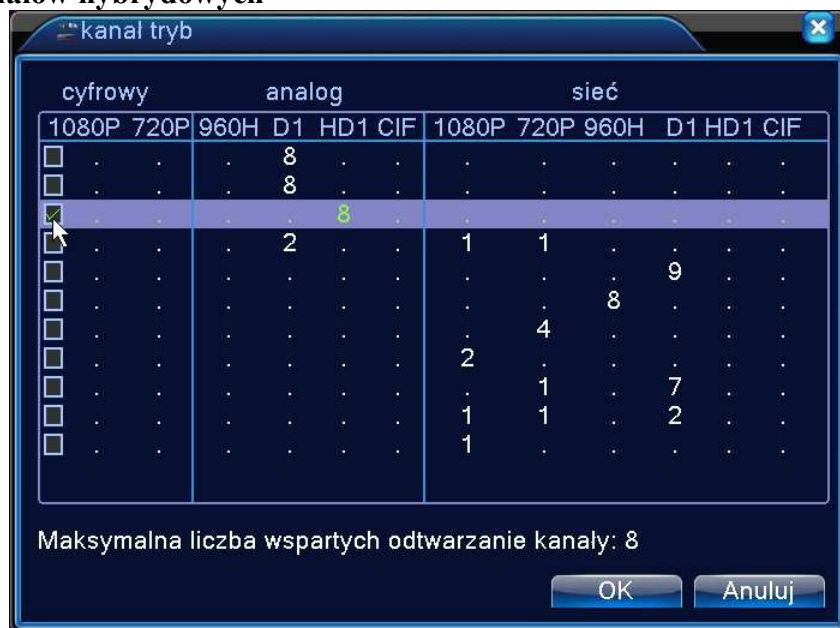 hybrydowych
kanał tryb
cyfrowy analog sieć
1080P 720P 960H D1 HD1 CIF 1080P 720P 960H D1 HD1 CIF
. . . 8 . . . . . . . .
. . . 8 . . . . . . . .
. . . . 8 . . . . . . .
. . . 2 . . 1 1 . . . .
. . . . . . . . . 9 . .
. . . . . . . . 8 . . .
. . . . . . . 4 . . . .
. . . . . . 2 . . . . .
. . . . . . . 1 . 7 . .
. . . . . . 1 1 . 2 . .
. . . . . . 1 . . . . .
Maksymalna liczba wspartych odtwarzanie kanały: 8
OK Anuluj